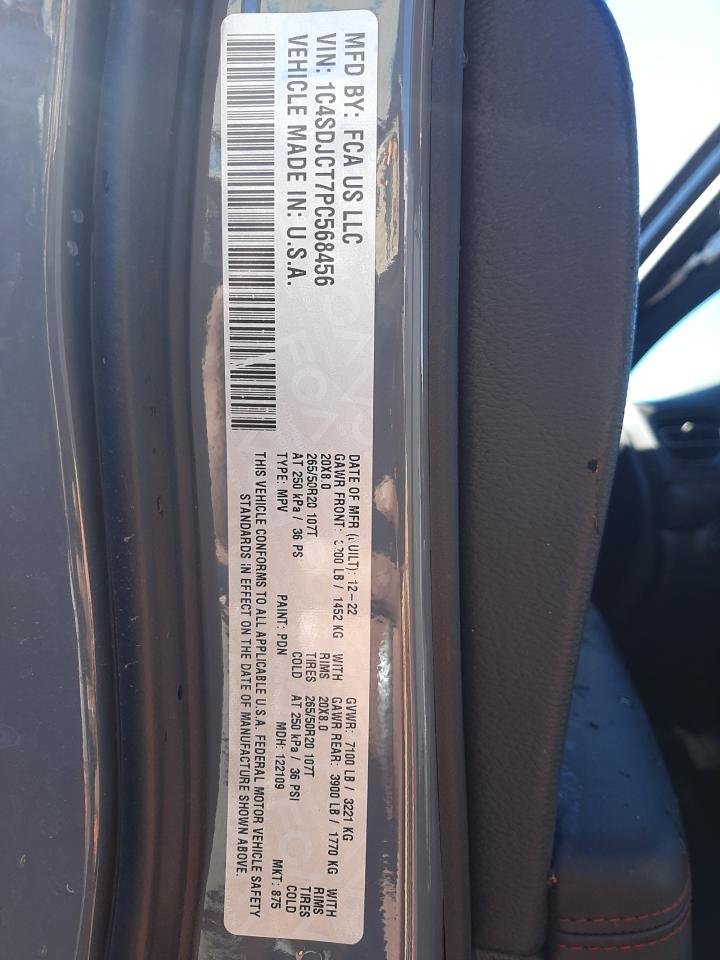 MFD BY: FCA US LLC
VIN: 1C4SDJCT7PC568456
VEHICLE MADE IN: U.S.A.
DATE OF MFR (BUILT): 12-22 GVWR: 7100 LB / 3221 KG
GAWR FRONT: 3200 LB / 1452 KG WITH GAWR REAR: 3900 LB / 1770 KG WITH
20X8.0 RIMS 20X8.0 RIMS
265/50R20 107T TIRES 265/50R20 107T TIRES
AT 250 kPa / 36 PS COLD AT 250 kPa / 36 PSI COLD
TYPE: MPV PAINT: PDN MDH: 122109 MKT: 875
THIS VEHICLE CONFORMS TO ALL APPLICABLE U.S.A. FEDERAL MOTOR VEHICLE SAFETY
STANDARDS IN EFFECT ON THE DATE OF MANUFACTURE SHOWN ABOVE.